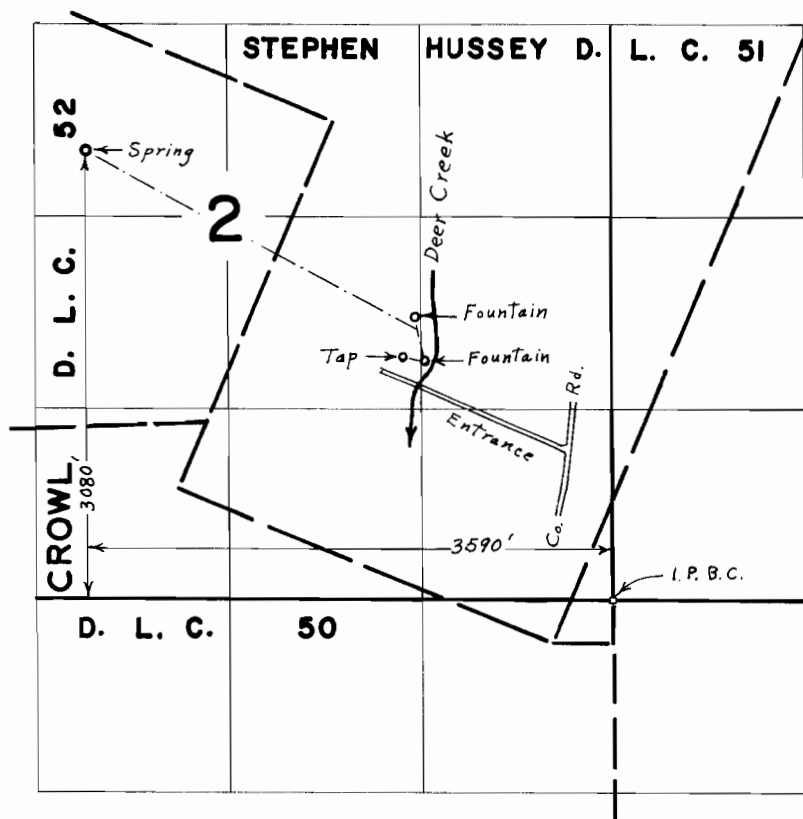 STEPHEN HUSSEY D. L. C. 51
CROWL D. L. C. 52
Spring
2
Deer Creek
Fountain
Tap
Fountain
Entrance
Co. Rd.
3080'
3590'
I. P. B. C.
D. L. C. 50